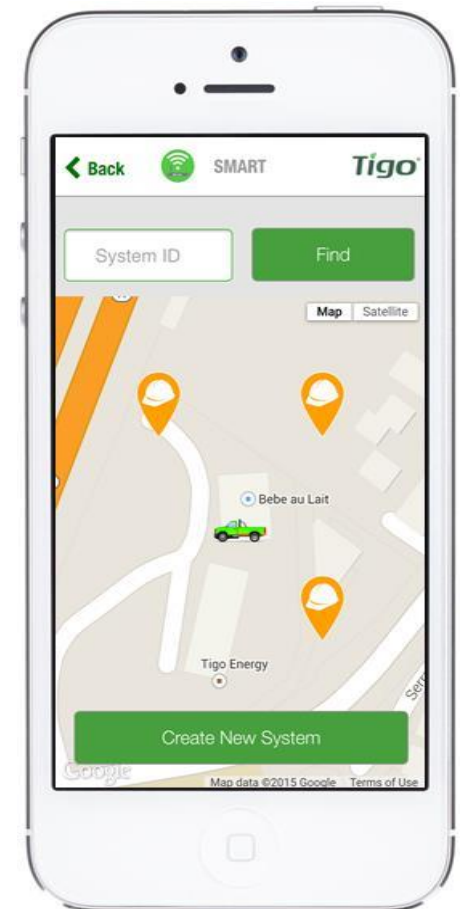 Back
SMART
Tigo
System ID
Find
Map
Satellite
Bebe au Lait
Tigo Energy
Serr
Create New System
Google
Map data ©2015 Google
Terms of Use